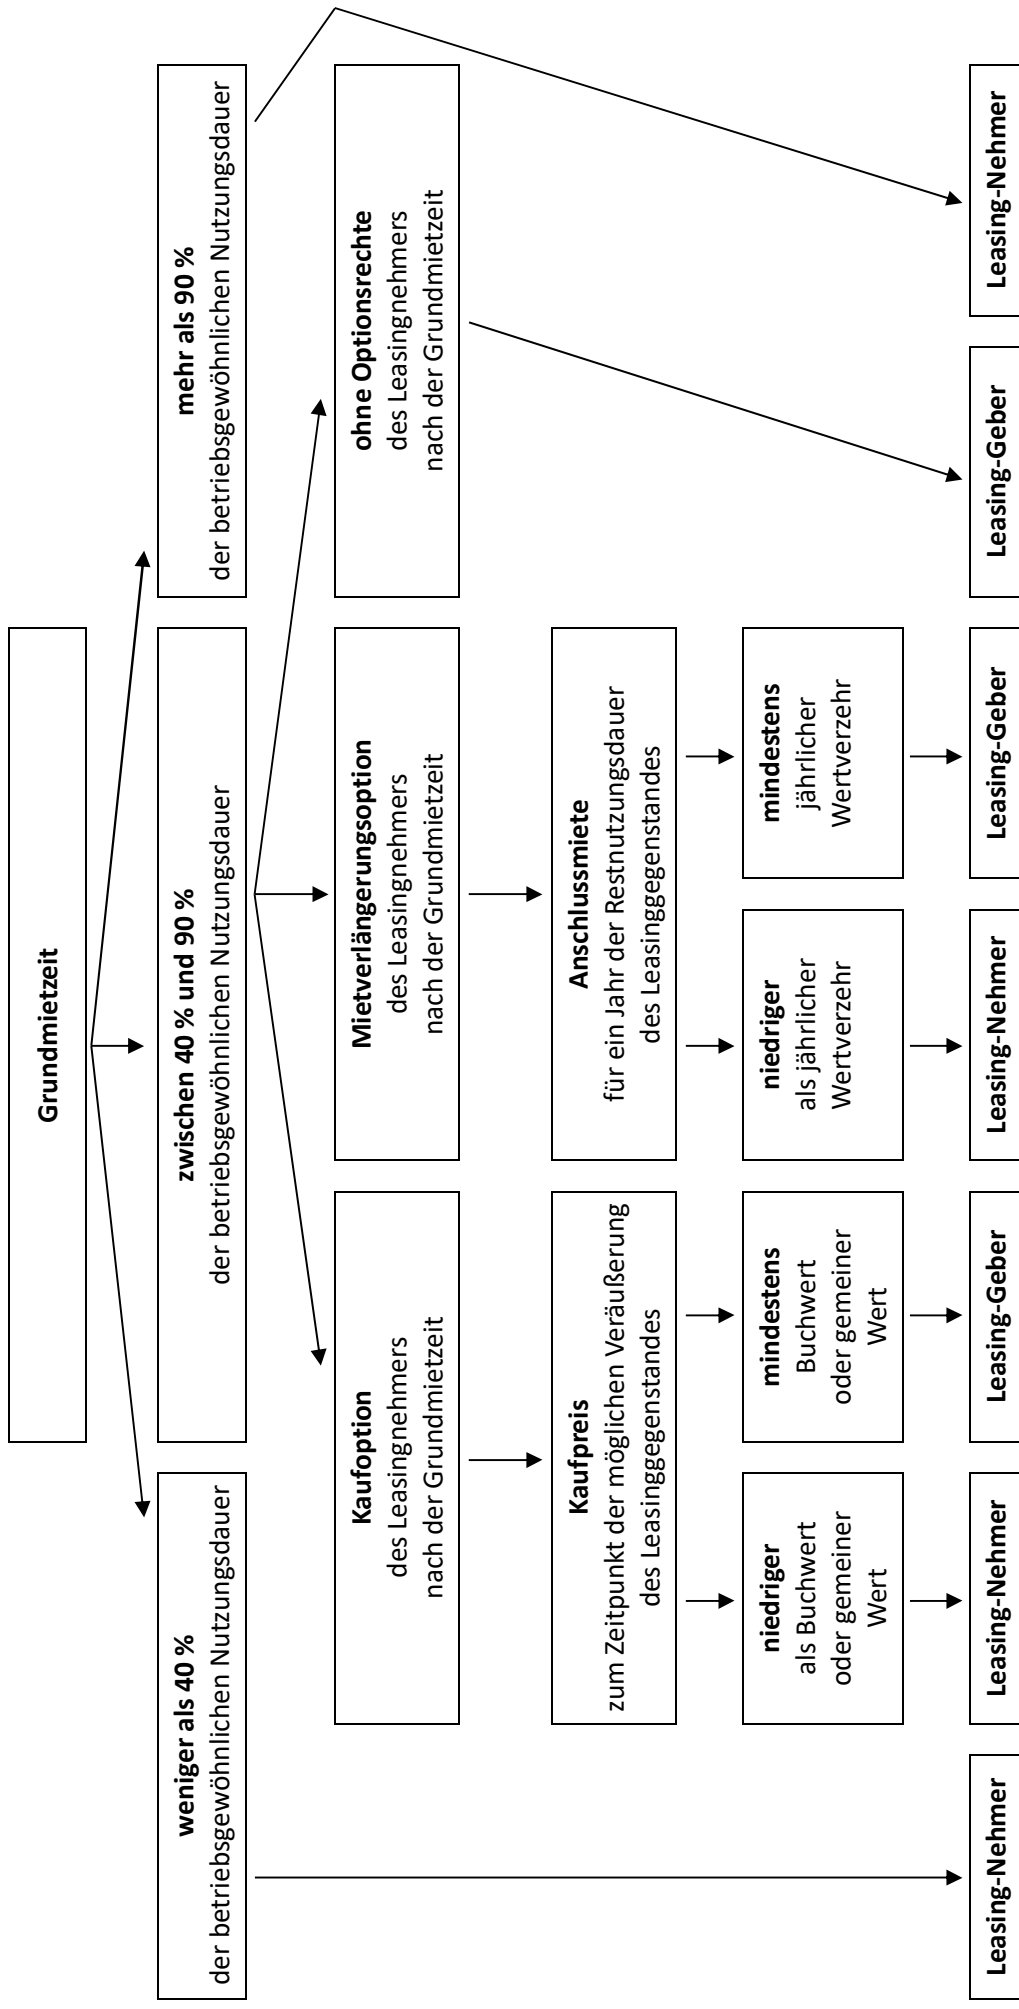 Grundmietzeit
weniger als 40 %
der betriebsgewöhnlichen Nutzungsdauer
zwischen 40 % und 90 %
der betriebsgewöhnlichen Nutzungsdauer
mehr als 90 %
der betriebsgewöhnlichen Nutzungsdauer
Kaufoption
des Leasingnehmers
nach der Grundmietzeit
Mietverlängerungsoption
des Leasingnehmers
nach der Grundmietzeit
ohne Optionsrechte
des Leasingnehmers
nach der Grundmietzeit
Kaufpreis
zum Zeitpunkt der möglichen Veräußerung
des Leasinggegenstandes
Anschlussmiete
für ein Jahr der Restnutzungsdauer
des Leasinggegenstandes
niedriger
als Buchwert
oder gemeiner
Wert
mindestens
Buchwert
oder gemeiner
Wert
niedriger
als jährlicher
Wertverzehr
mindestens
jährlicher
Wertverzehr
Leasing-Nehmer
Leasing-Nehmer
Leasing-Geber
Leasing-Nehmer
Leasing-Geber
Leasing-Geber
Leasing-Nehmer